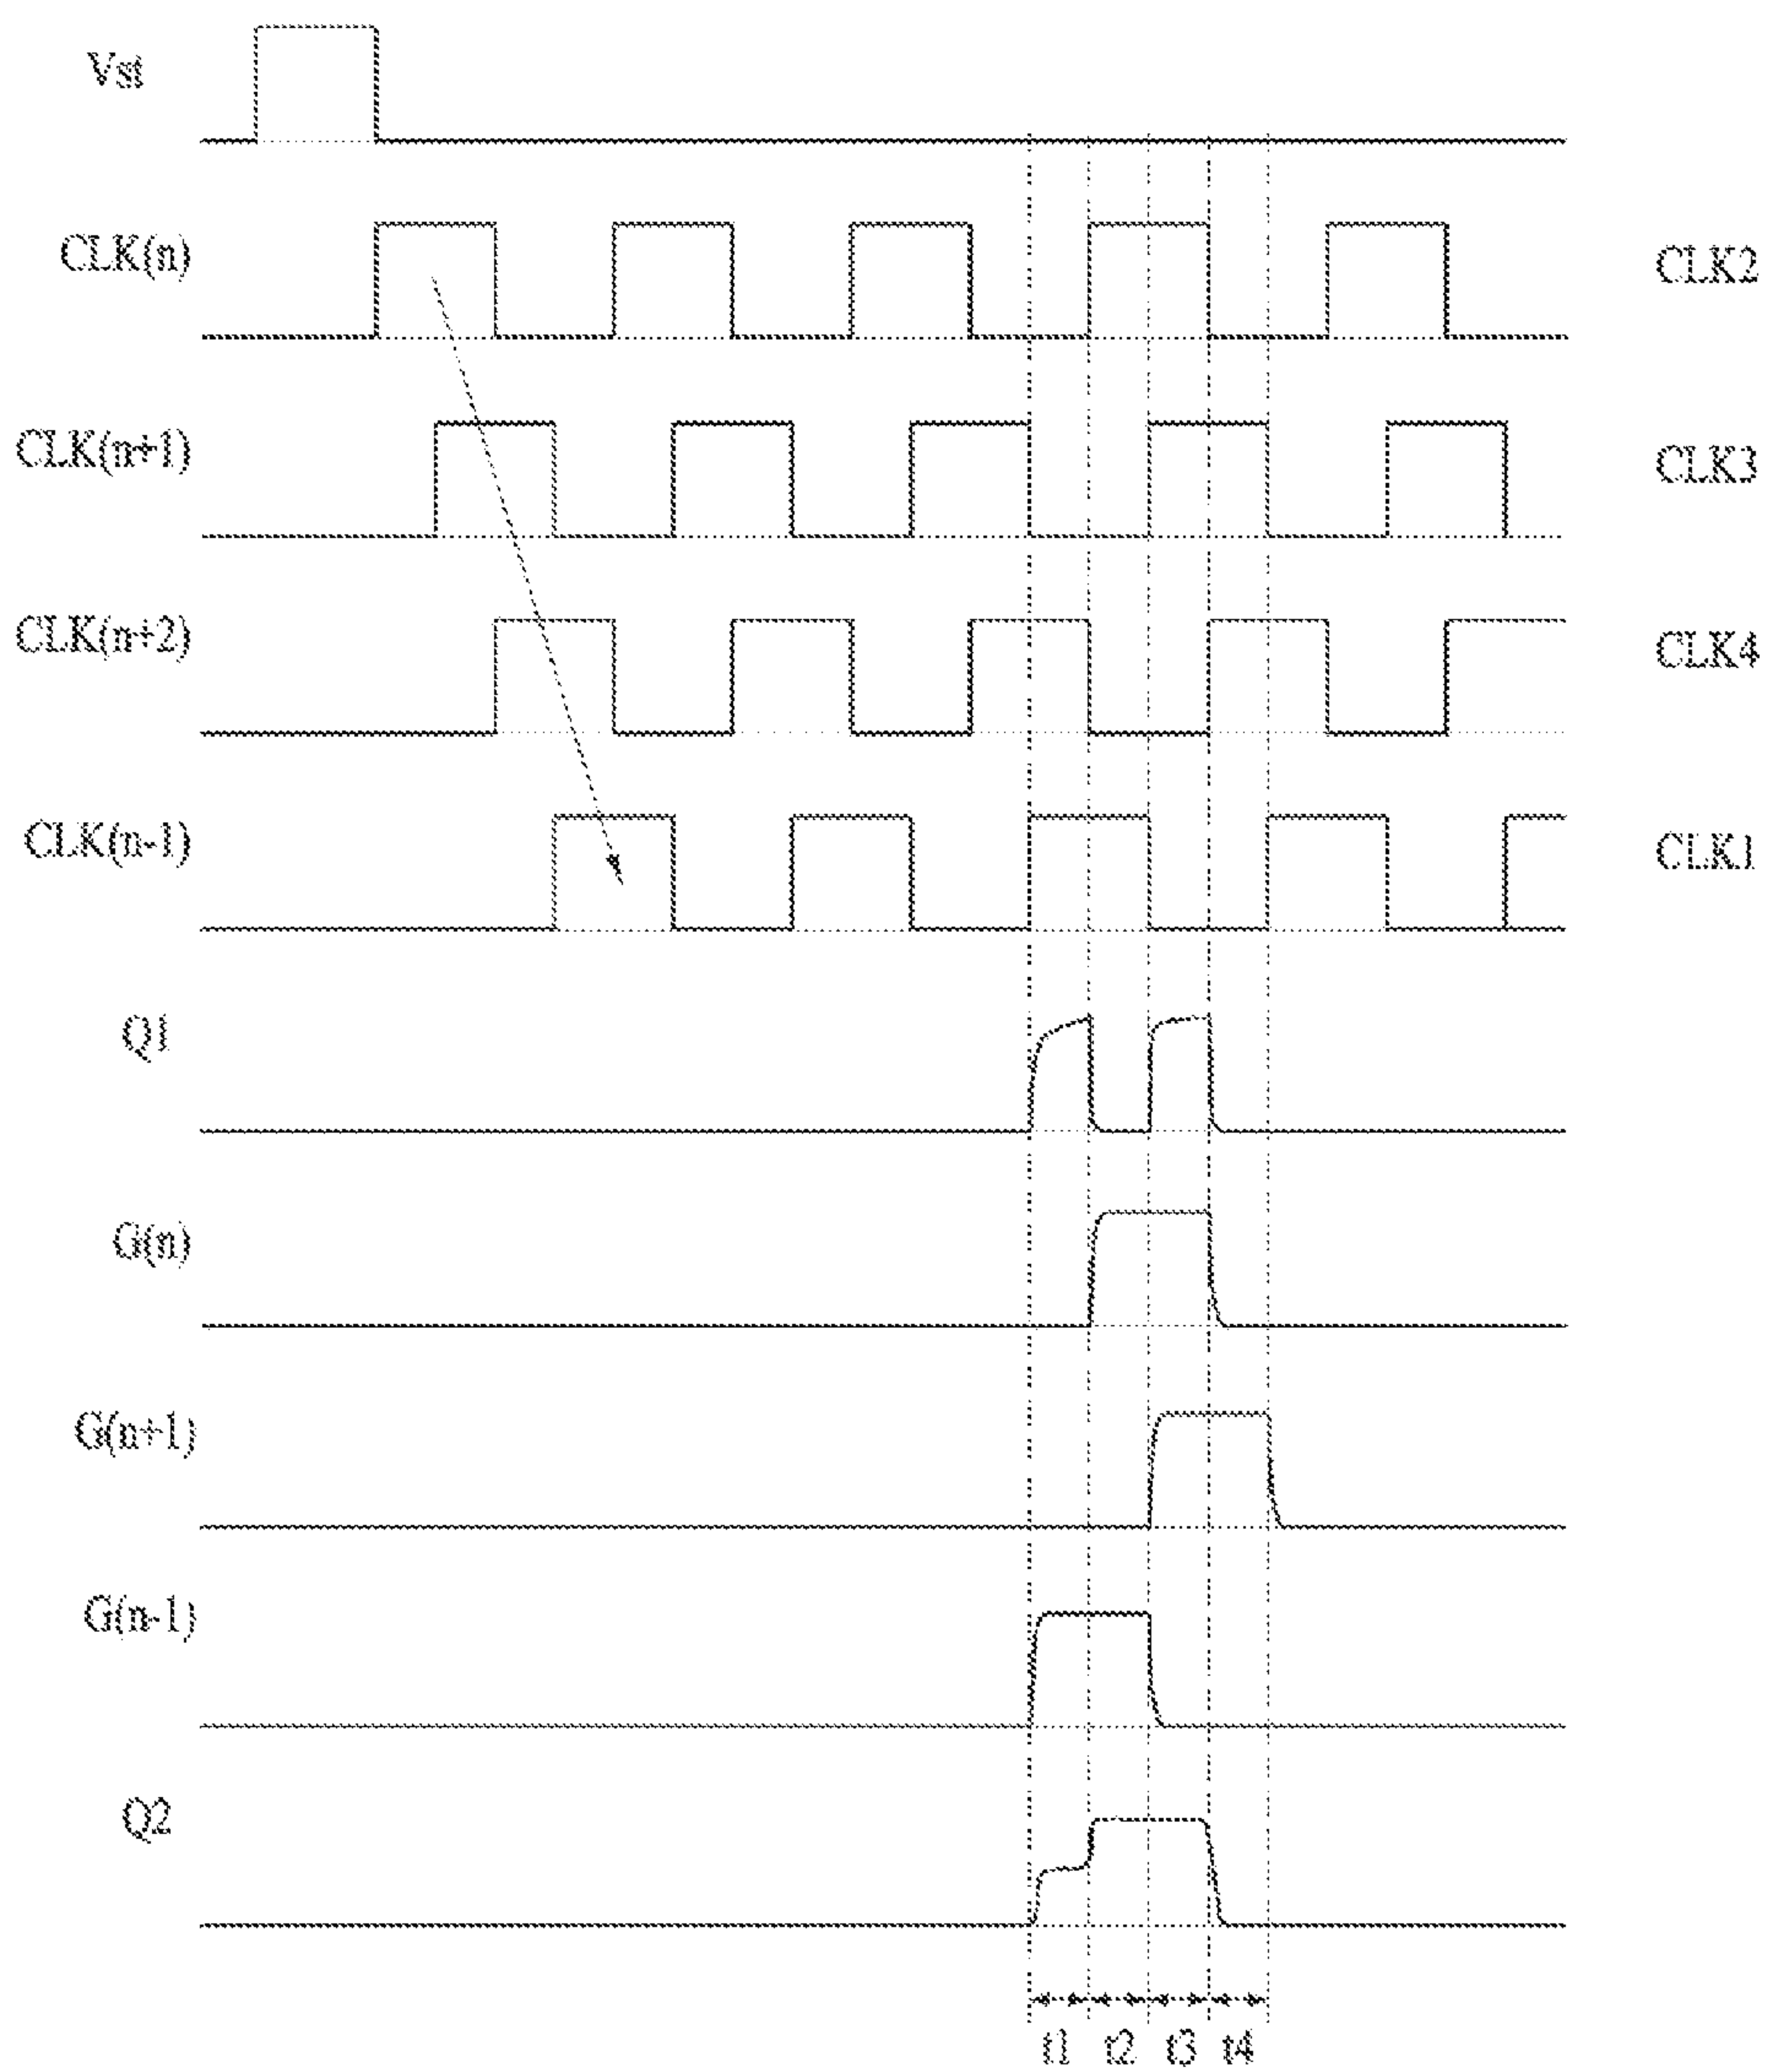 Vst
CLK(n) CLK2
CLK(n+1) CLK3
CLK(n+2) CLK4
CLK(n-1) CLK1
Q1
G(n)
G(n+1)
G(n-1)
Q2
t1 t2 t3 t4